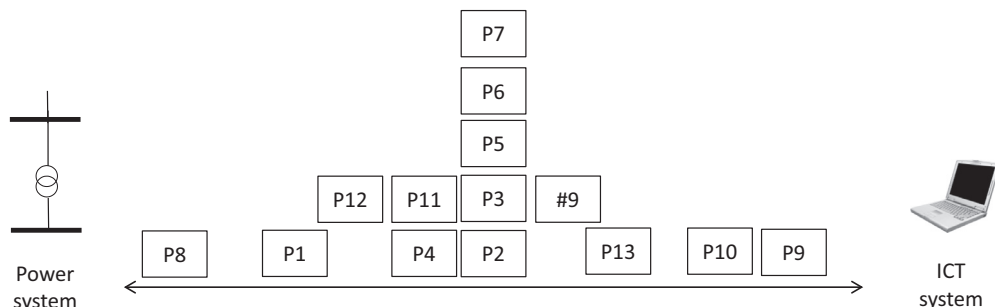 P7
P6
P5
P12 P11 P3 #9
P8 P1 P4 P2 P13 P10 P9
Power
system
ICT
system